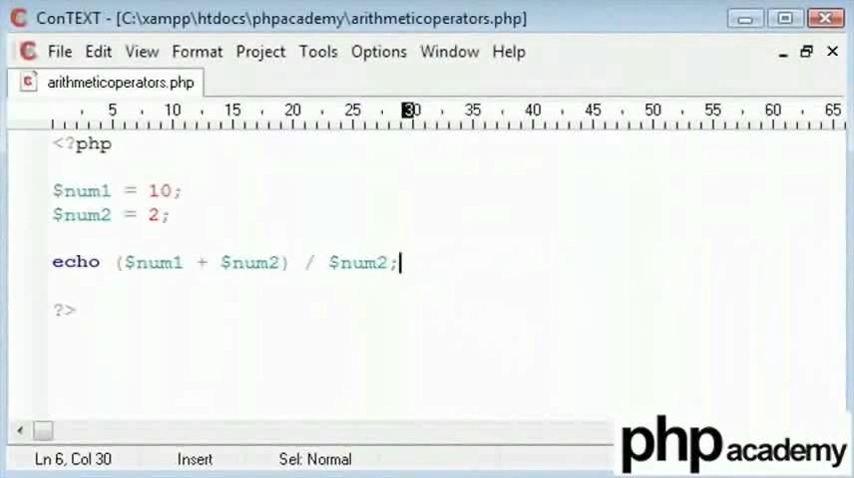 ConTEXT - [C:\xampp\htdocs\phpacademy\arithmeticoperators.php]
File Edit View Format Project Tools Options Window Help
arithmeticoperators.php
5 10 15 20 25 30 35 40 45 50 55 60 65
<?php
$num1 = 10;
$num2 = 2;
echo ($num1 + $num2) / $num2;
?>
Ln 6, Col 30 Insert Sel: Normal
php academy